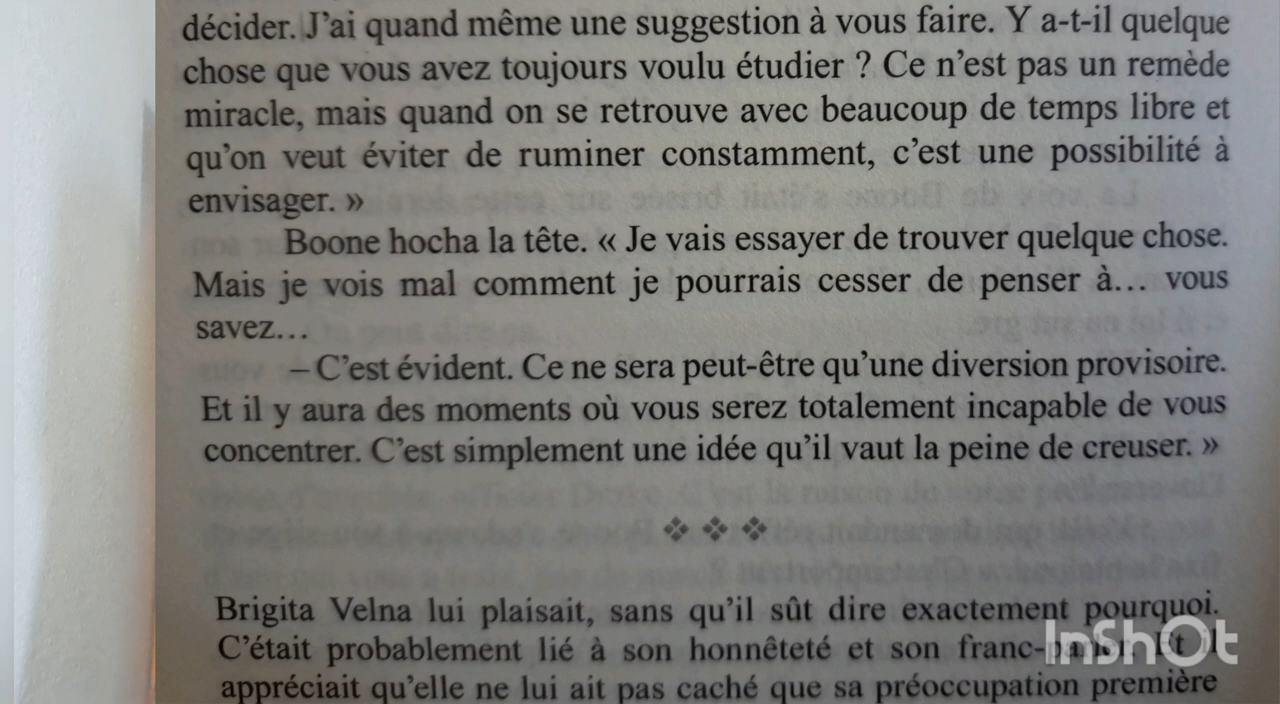 décider. J'ai quand même une suggestion à vous faire. Y a-t-il quelque
chose que vous avez toujours voulu étudier ? Ce n'est pas un remède
miracle, mais quand on se retrouve avec beaucoup de temps libre et
qu'on veut éviter de ruminer constamment, c'est une possibilité à
envisager. »
Boone hocha la tête. « Je vais essayer de trouver quelque chose.
Mais je vois mal comment je pourrais cesser de penser à… vous
savez…
– C'est évident. Ce ne sera peut-être qu'une diversion provisoire.
Et il y aura des moments où vous serez totalement incapable de vous
concentrer. C'est simplement une idée qu'il vaut la peine de creuser. »
❖ ❖ ❖
Brigita Velna lui plaisait, sans qu'il sût dire exactement pourquoi.
C'était probablement lié à son honnêteté et son franc-parler. Et il
appréciait qu'elle ne lui ait pas caché que sa préoccupation première
InShOt